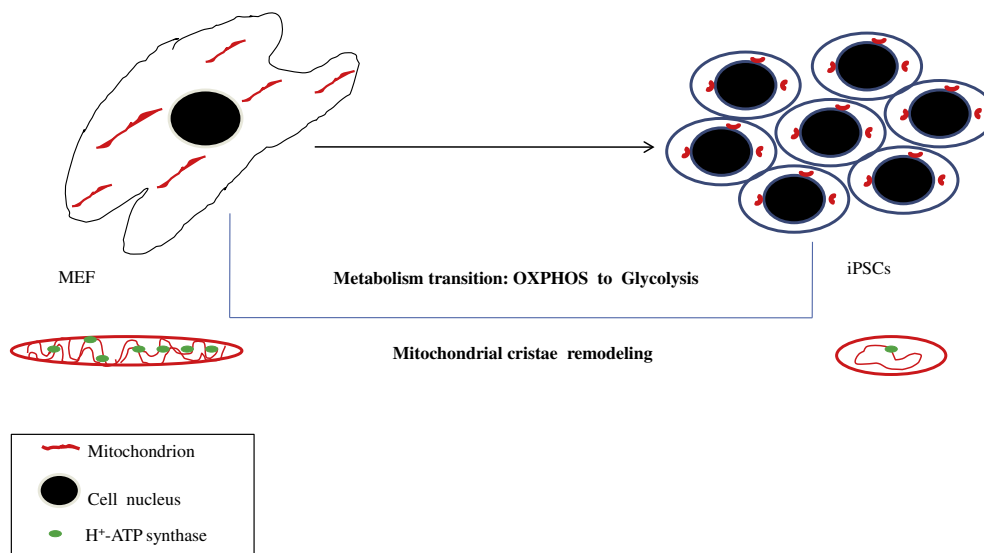 MEF
iPSCs
Metabolism transition: OXPHOS to Glycolysis
Mitochondrial cristae remodeling
Mitochondrion
Cell nucleus
H⁺-ATP synthase